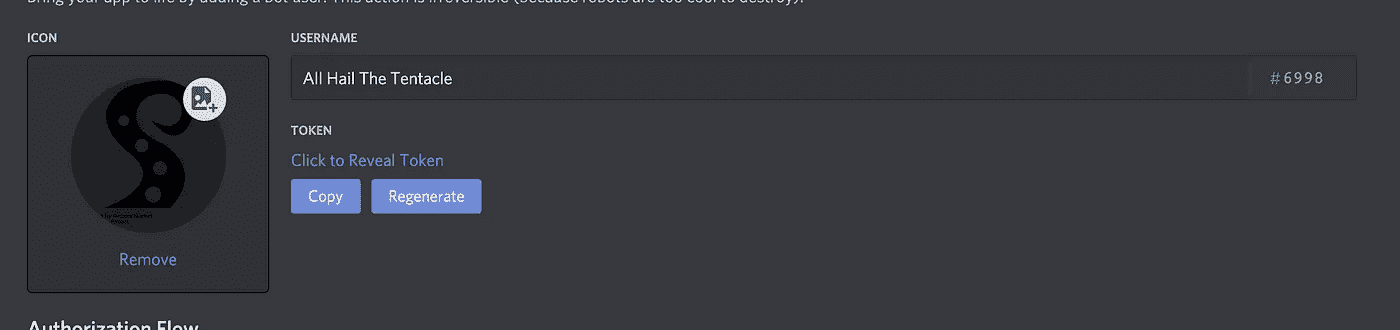 Bring your app to life by adding a bot user. This action is irreversible (because robots are too cool to destroy).
ICON
USERNAME
All Hail The Tentacle
#6998
TOKEN
Click to Reveal Token
Copy
Regenerate
Remove
Authorization Flow